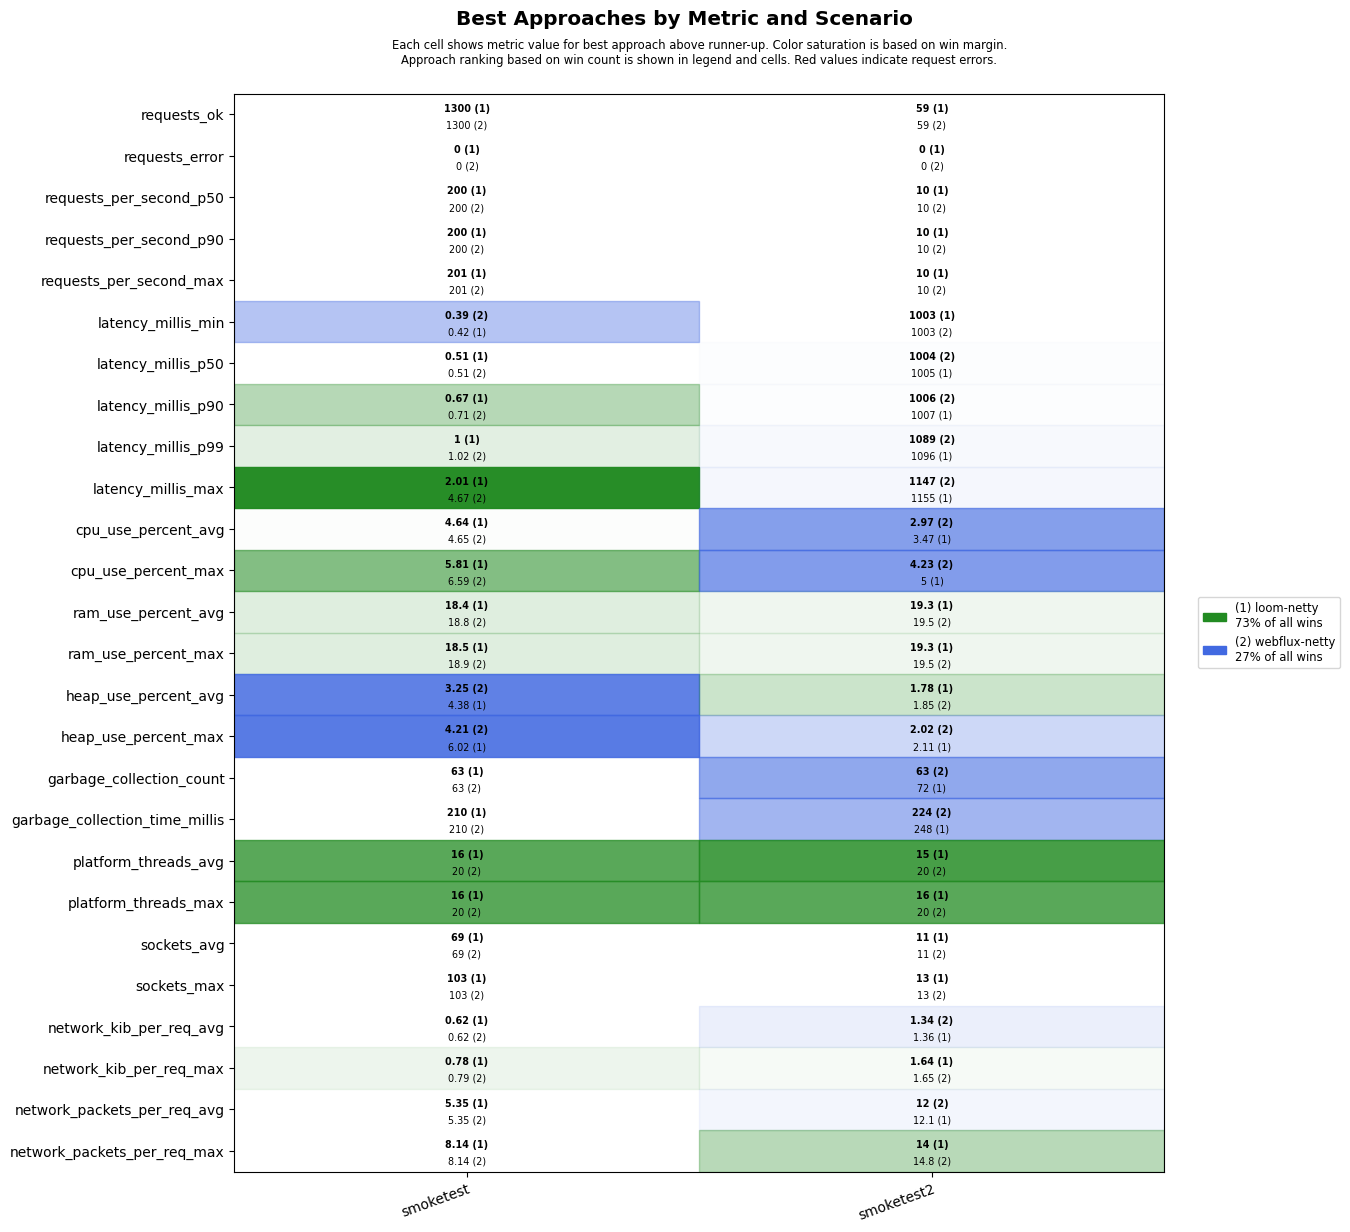 Best Approaches by Metric and Scenario
Each cell shows metric value for best approach above runner-up. Color saturation is based on win margin.
Approach ranking based on win count is shown in legend and cells. Red values indicate request errors.
requests_ok
1300 (1)
1300 (2)
59 (1)
59 (2)
requests_error
0 (1)
0 (2)
0 (1)
0 (2)
requests_per_second_p50
200 (1)
200 (2)
10 (1)
10 (2)
requests_per_second_p90
200 (1)
200 (2)
10 (1)
10 (2)
requests_per_second_max
201 (1)
201 (2)
10 (1)
10 (2)
latency_millis_min
0.39 (2)
0.42 (1)
1003 (1)
1003 (2)
latency_millis_p50
0.51 (1)
0.51 (2)
1004 (2)
1005 (1)
latency_millis_p90
0.67 (1)
0.71 (2)
1006 (2)
1007 (1)
latency_millis_p99
1 (1)
1.02 (2)
1089 (2)
1096 (1)
latency_millis_max
2.01 (1)
4.67 (2)
1147 (2)
1155 (1)
cpu_use_percent_avg
4.64 (1)
4.65 (2)
2.97 (2)
3.47 (1)
cpu_use_percent_max
5.81 (1)
6.59 (2)
4.23 (2)
5 (1)
ram_use_percent_avg
18.4 (1)
18.8 (2)
19.3 (1)
19.5 (2)
ram_use_percent_max
18.5 (1)
18.9 (2)
19.3 (1)
19.5 (2)
heap_use_percent_avg
3.25 (2)
4.38 (1)
1.78 (1)
1.85 (2)
heap_use_percent_max
4.21 (2)
6.02 (1)
2.02 (2)
2.11 (1)
garbage_collection_count
63 (1)
63 (2)
63 (2)
72 (1)
garbage_collection_time_millis
210 (1)
210 (2)
224 (2)
248 (1)
platform_threads_avg
16 (1)
20 (2)
15 (1)
20 (2)
platform_threads_max
16 (1)
20 (2)
16 (1)
20 (2)
sockets_avg
69 (1)
69 (2)
11 (1)
11 (2)
sockets_max
103 (1)
103 (2)
13 (1)
13 (2)
network_kib_per_req_avg
0.62 (1)
0.62 (2)
1.34 (2)
1.36 (1)
network_kib_per_req_max
0.78 (1)
0.79 (2)
1.64 (1)
1.65 (2)
network_packets_per_req_avg
5.35 (1)
5.35 (2)
12 (2)
12.1 (1)
network_packets_per_req_max
8.14 (1)
8.14 (2)
14 (1)
14.8 (2)
smoketest
smoketest2
(1) loom-netty
73% of all wins
(2) webflux-netty
27% of all wins